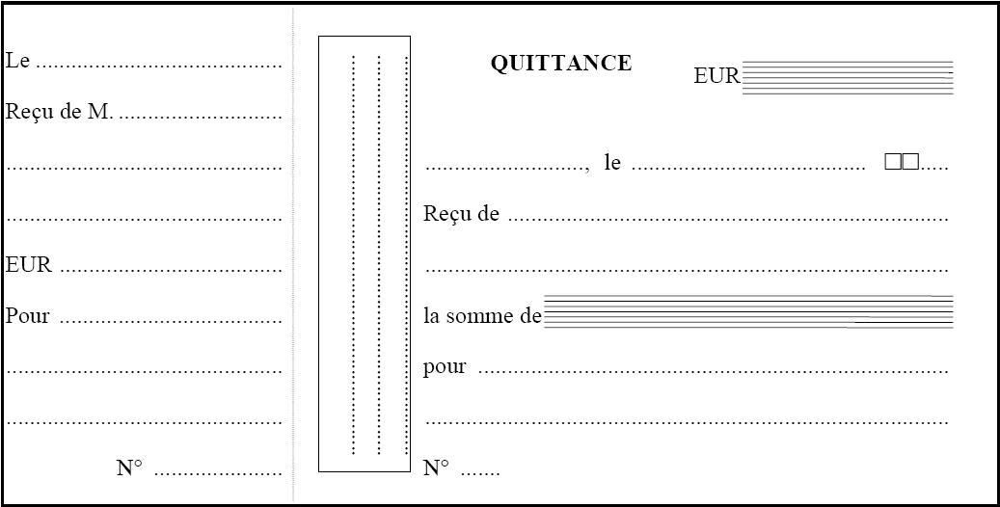 Le ..........................................
Reçu de M. ............................
...............................................
...............................................
EUR ......................................
Pour ......................................
...............................................
...............................................
N° ......................
QUITTANCE
EUR
..........................., le ........................................ □□.....
Reçu de ...........................................................................
.........................................................................................
la somme de
pour ................................................................................
.........................................................................................
N° .......